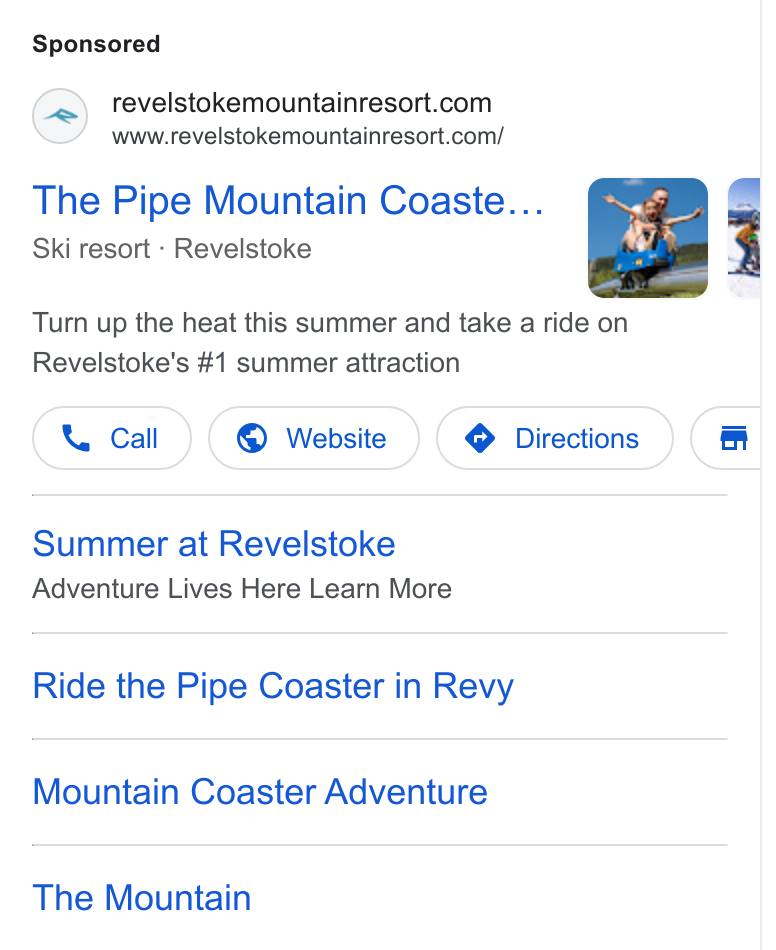 Sponsored
revelstokemountainresort.com
www.revelstokemountainresort.com/
The Pipe Mountain Coaste...
Ski resort · Revelstoke
Turn up the heat this summer and take a ride on
Revelstoke's #1 summer attraction
Call
Website
Directions
Summer at Revelstoke
Adventure Lives Here Learn More
Ride the Pipe Coaster in Revy
Mountain Coaster Adventure
The Mountain